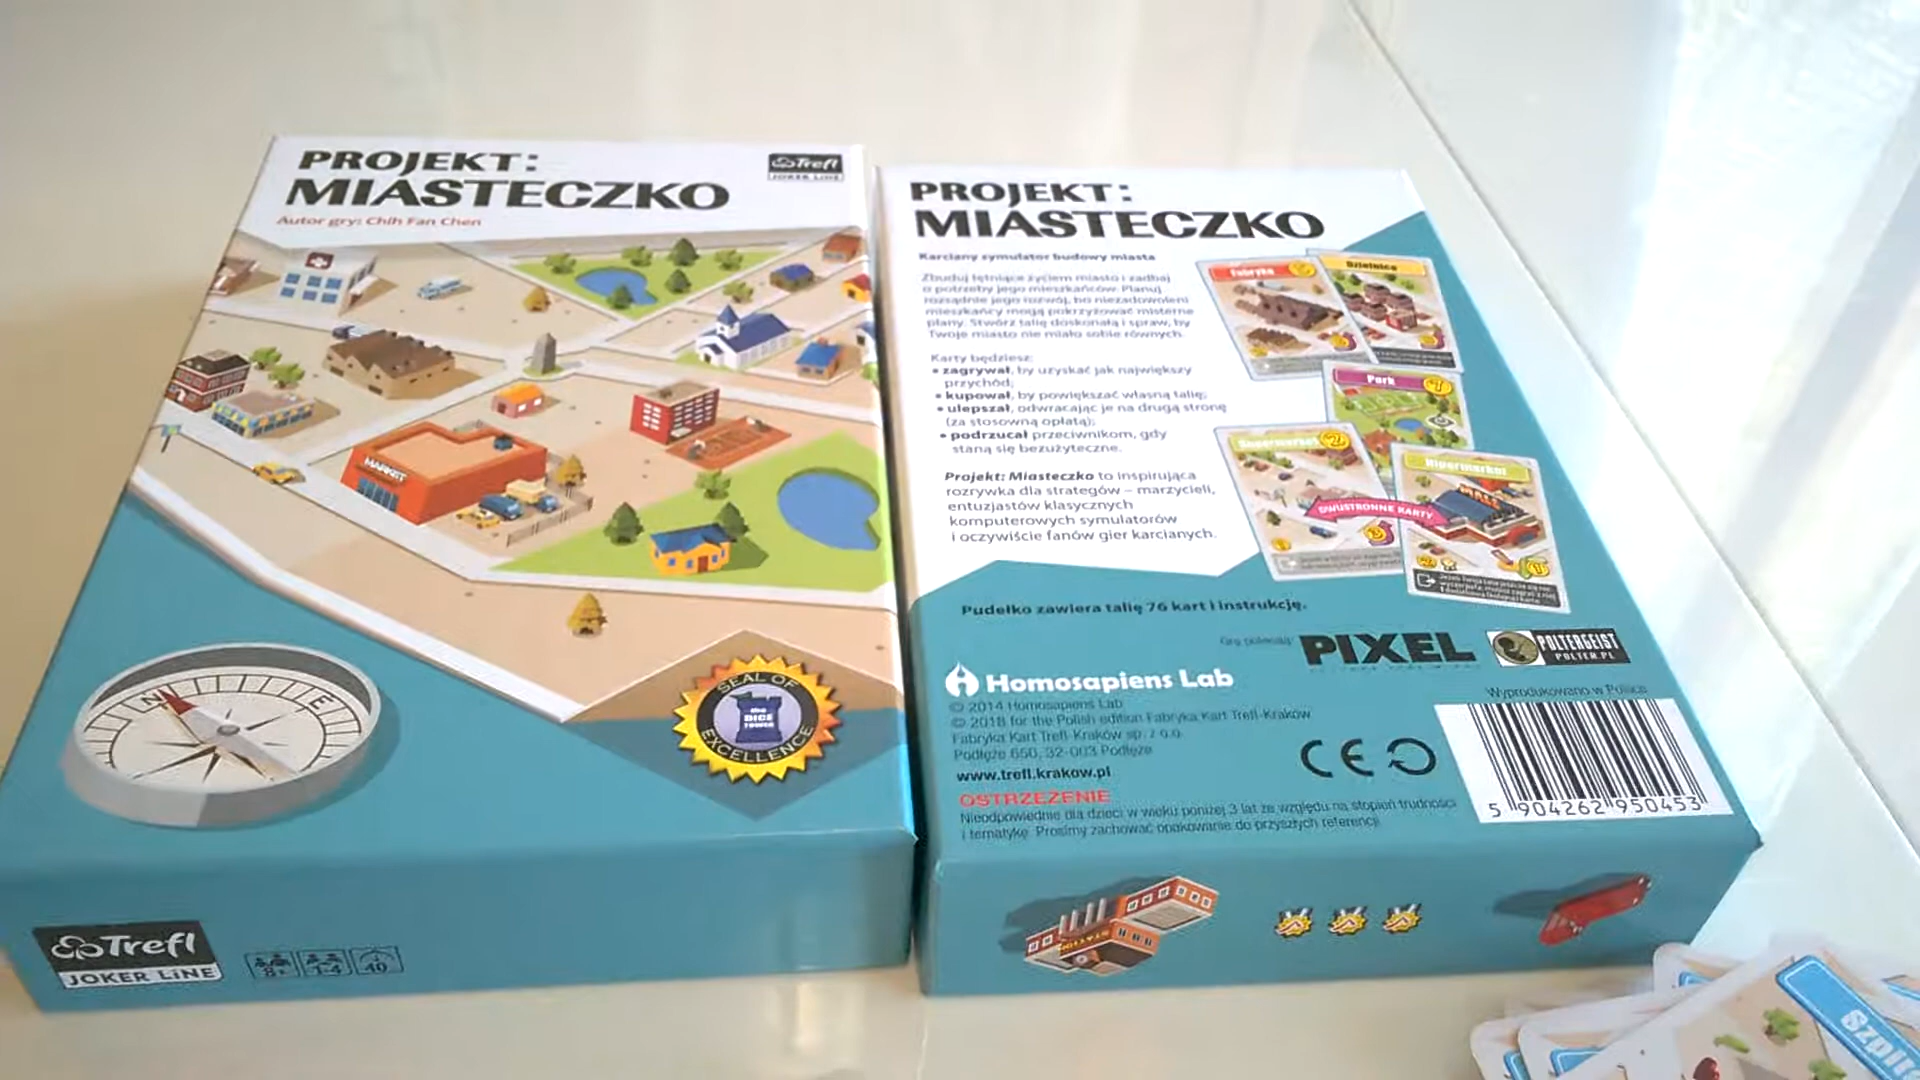 PROJEKT:
MIASTECZKO
Autor gry: Chih Fan Chen
Trefl
JOKER LINE
MARKET
N
E
SEAL OF
the
DICE
TOWER
EXCELLENCE
Trefl
JOKER LINE
8+
1-4
40
PROJEKT:
MIASTECZKO
Karciany symulator budowy miasta
Zbuduj tętniące życiem miasto i zadbaj
o potrzeby jego mieszkańców. Planuj
rozsądnie jego rozwój, bo niezadowoleni
mieszkańcy mogą pokrzyżować misterne
plany. Stwórz talię doskonałą i spraw, by
Twoje miasto nie miało sobie równych.
Karty będziesz:
• zagrywał, by uzyskać jak największy
przychód;
• kupował, by powiększać własną talię;
• ulepszał, odwracając je na drugą stronę
(za stosowną opłatą);
• podrzucał przeciwnikom, gdy
staną się bezużyteczne.
Projekt: Miasteczko to inspirująca
rozrywka dla strategów – marzycieli,
entuzjastów klasycznych
komputerowych symulatorów
i oczywiście fanów gier karcianych.
Fabryka
Dzielnica
Park
Supermarket
2
Hipermarket
MALL
DWUSTRONNE KARTY
Pudełko zawiera talię 76 kart i instrukcję.
Grę polecają:
PIXEL
POLTERGEIST
POLTER.PL
Homosapiens Lab
© 2014 Homosapiens Lab
© 2018 for the Polish edition Fabryka Kart Trefl-Kraków
Fabryka Kart Trefl-Kraków sp. z o.o.
Podłęże 650, 32-003 Podłęże
www.trefl.krakow.pl
CE
Wyprodukowano w Polsce
5 904262 950453
OSTRZEŻENIE
Nieodpowiednie dla dzieci w wieku poniżej 3 lat ze względu na stopień trudności
i tematykę. Prosimy zachować opakowanie do przyszłych referencji.
STATION